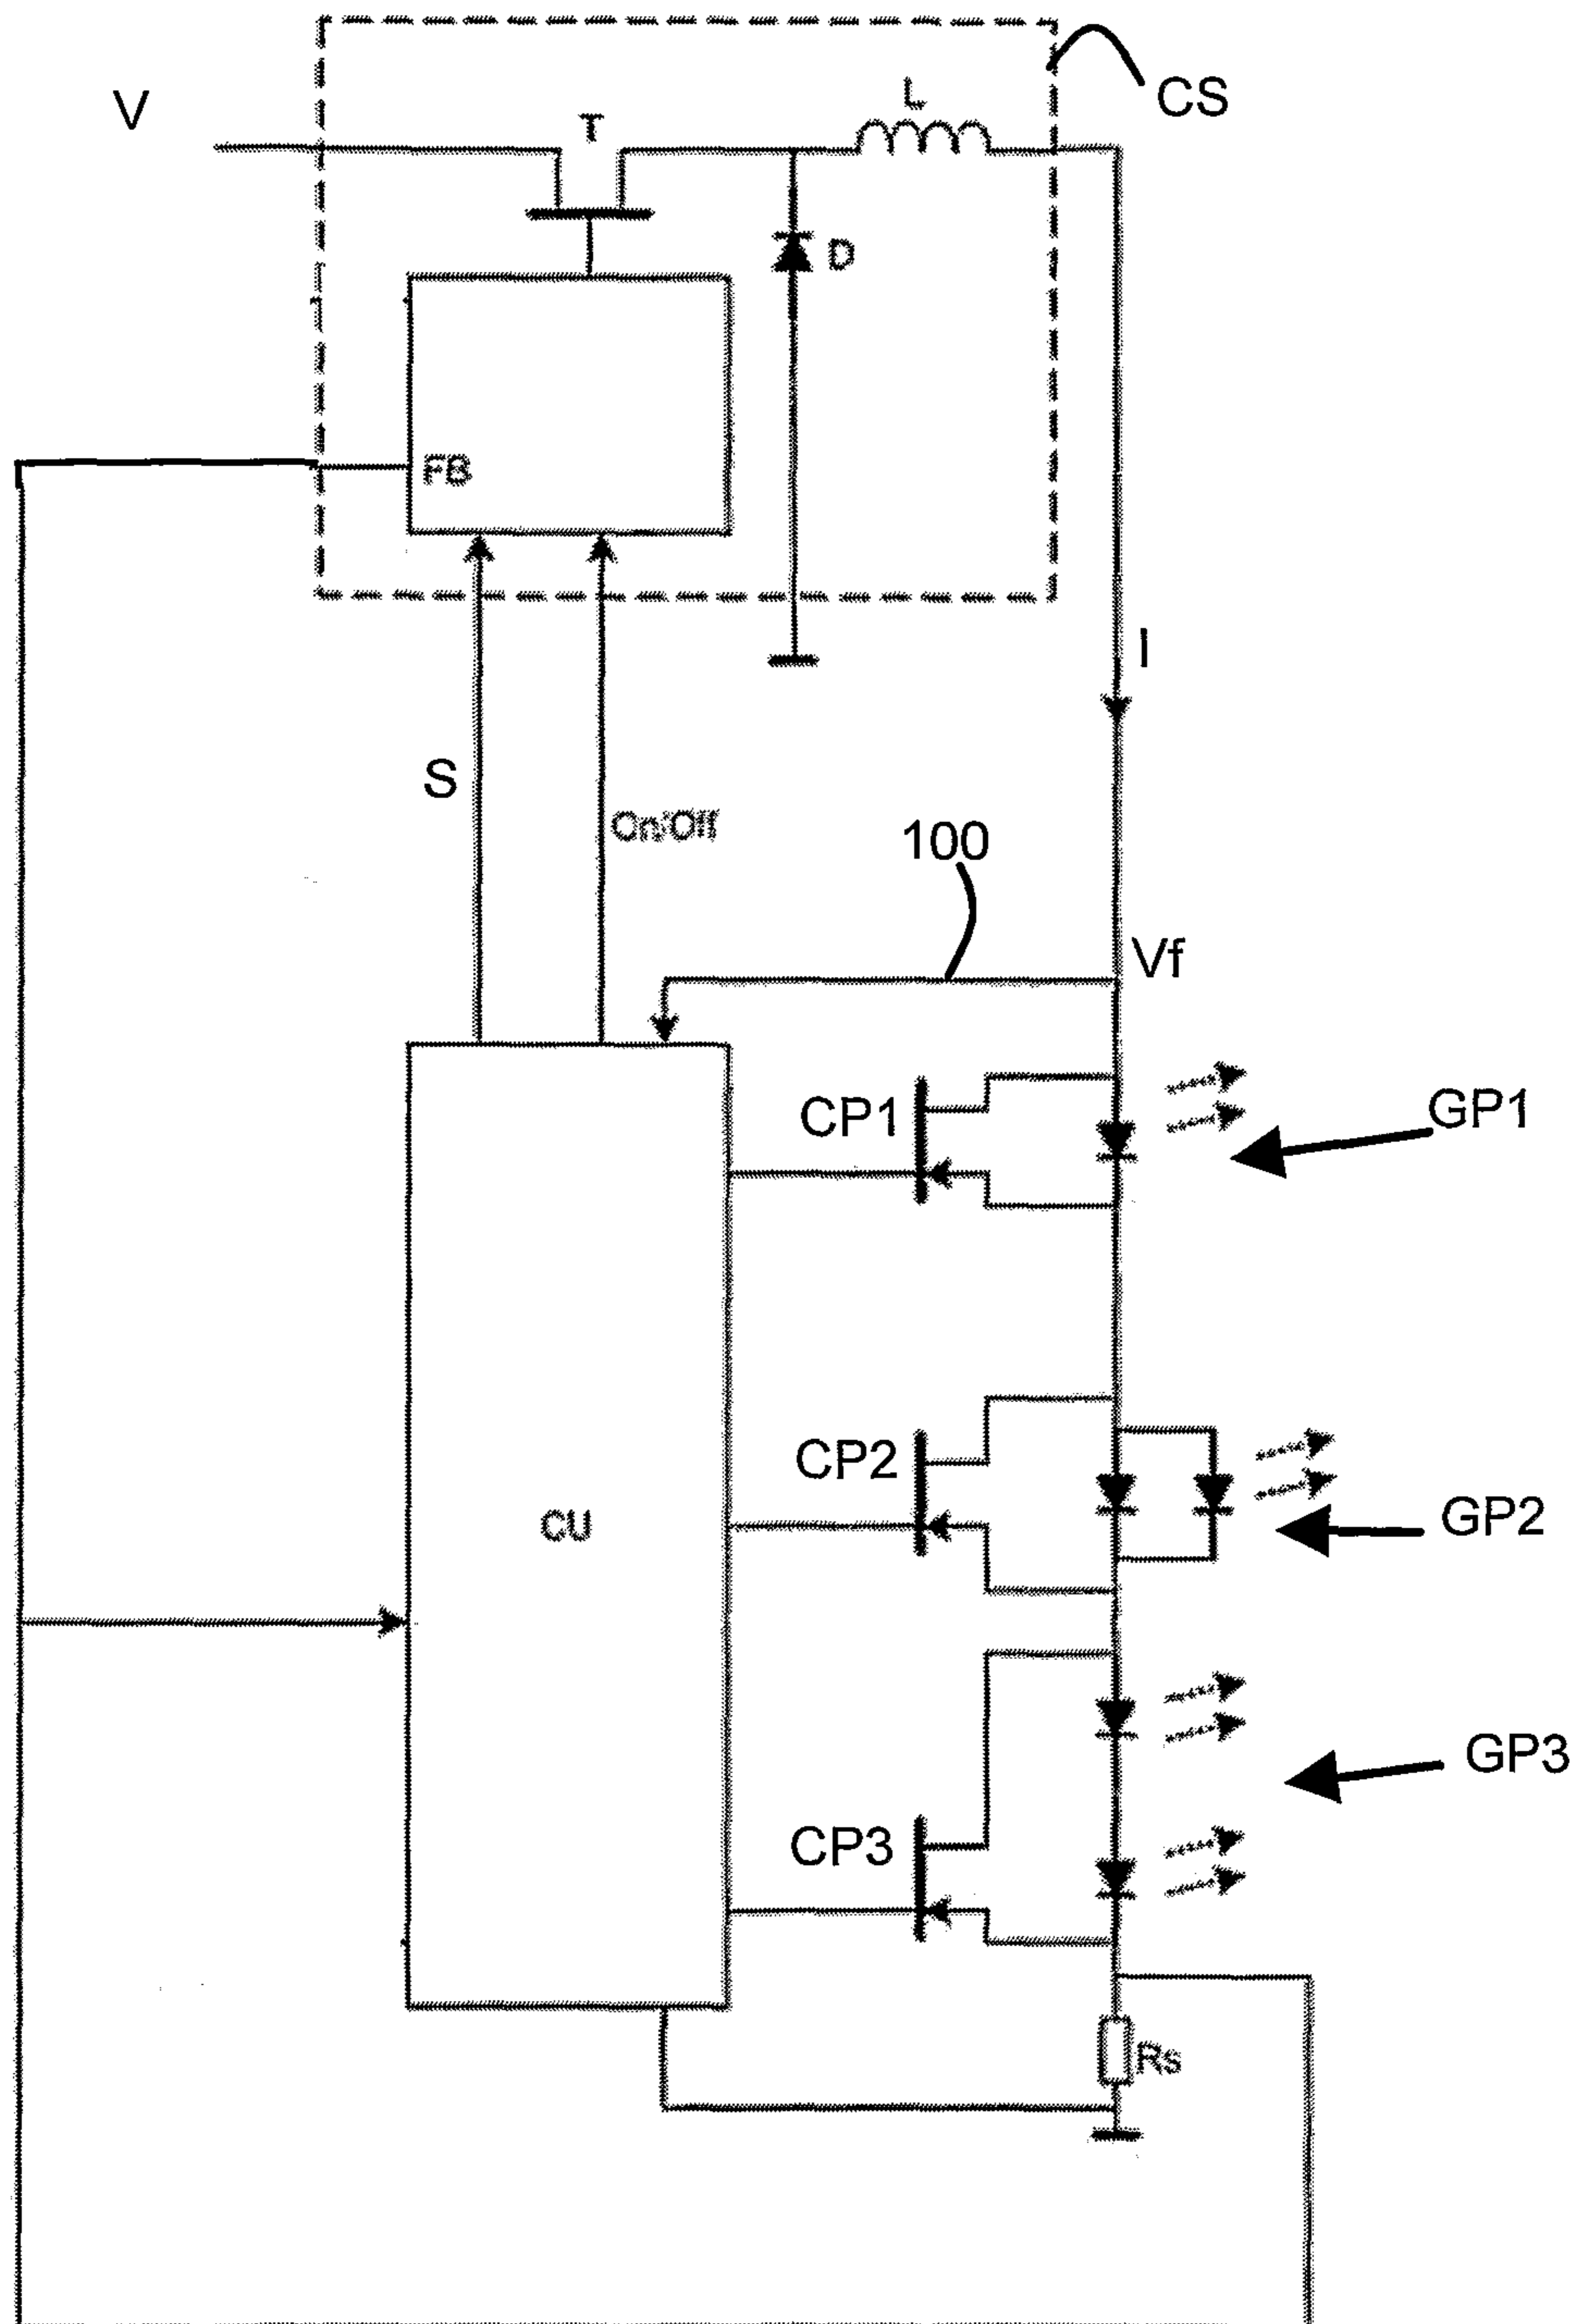 V
T
L
CS
D
FB
I
S
On/Off
100
Vf
CP1
GP1
CP2
GP2
CU
CP3
GP3
Rs